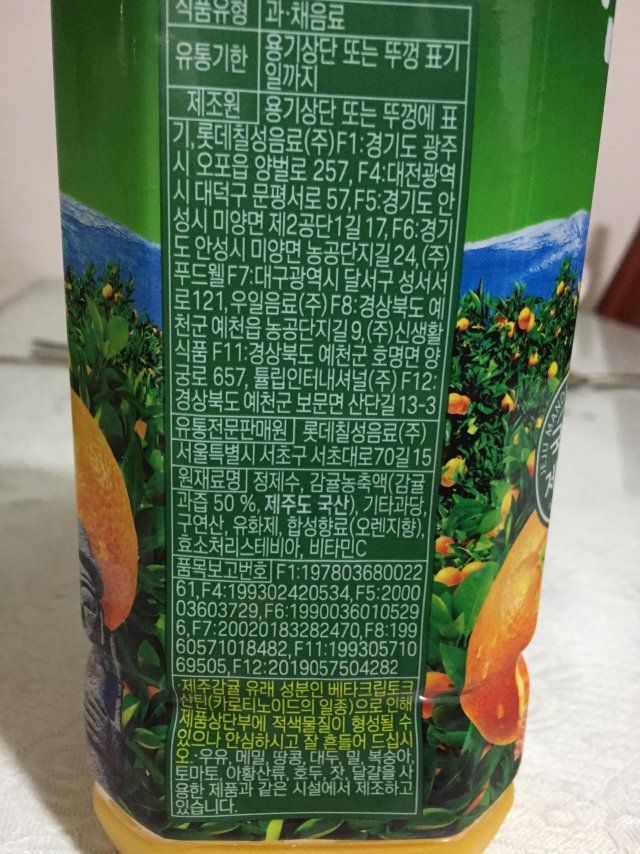 식품유형 과·채음료
유통기한 용기상단 또는 뚜껑 표기
일까지
제조원 용기상단 또는 뚜껑에 표
기, 롯데칠성음료(주)F1:경기도 광주
시 오포읍 양벌로 257, F4:대전광역
시 대덕구 문평서로 57, F5:경기도 안
성시 미양면 제2공단1길 17, F6:경기
도 안성시 미양면 농공단지길 24, (주)
푸드웰 F7:대구광역시 달서구 성서서
로121, 우일음료(주) F8: 경상북도 예
천군 예천읍 농공단지길 9, (주)신생활
식품 F11:경상북도 예천군 호명면 양
궁로 657, 튤립인터내셔널(주) F12:
경상북도 예천군 보문면 산단길 13-3
유통전문판매원 롯데칠성음료(주)
서울특별시 서초구 서초대로70길 15
원재료명 정제수, 감귤농축액(감귤
과즙 50 %, 제주도 국산), 기타과당,
구연산, 유화제, 합성향료(오렌지향),
효소처리스테비아, 비타민C
품목보고번호 F1:197803680022
61, F4:199302420534, F5:2000
03603729, F6:1990036010529
6, F7:20020183282470, F8:199
60571018482, F11:199305710
69505, F12:2019057504282
제주감귤 유래 성분인 베타크립토크
산틴(카로티노이드의 일종)으로 인해
제품상단부에 적색물질이 형성될 수
있으나 안심하시고 잘 흔들어 드십시
오. ·우유, 메밀, 땅콩, 대두, 밀, 복숭아,
토마토, 아황산류, 호두, 잣, 달걀을 사
용한 제품과 같은 시설에서 제조하고
있습니다.